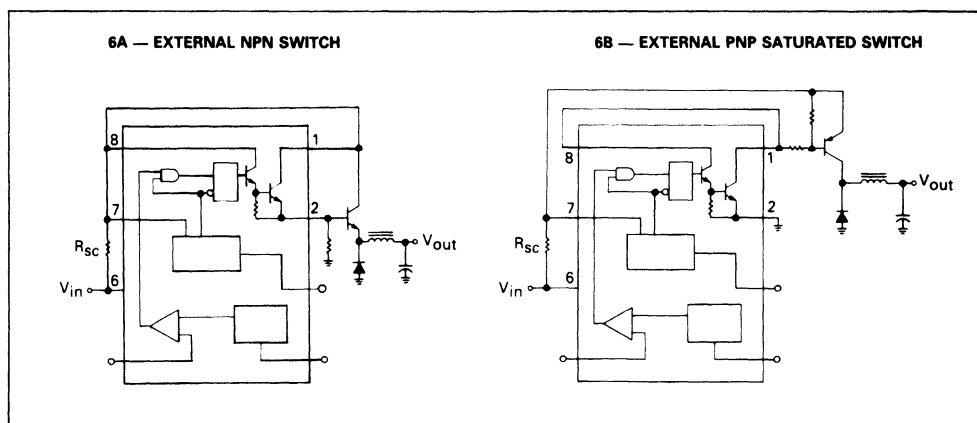 6A — EXTERNAL NPN SWITCH
8
1
7
2
Rsc
Vin
6
Vout
6B — EXTERNAL PNP SATURATED SWITCH
8
1
7
2
Rsc
Vin
6
Vout